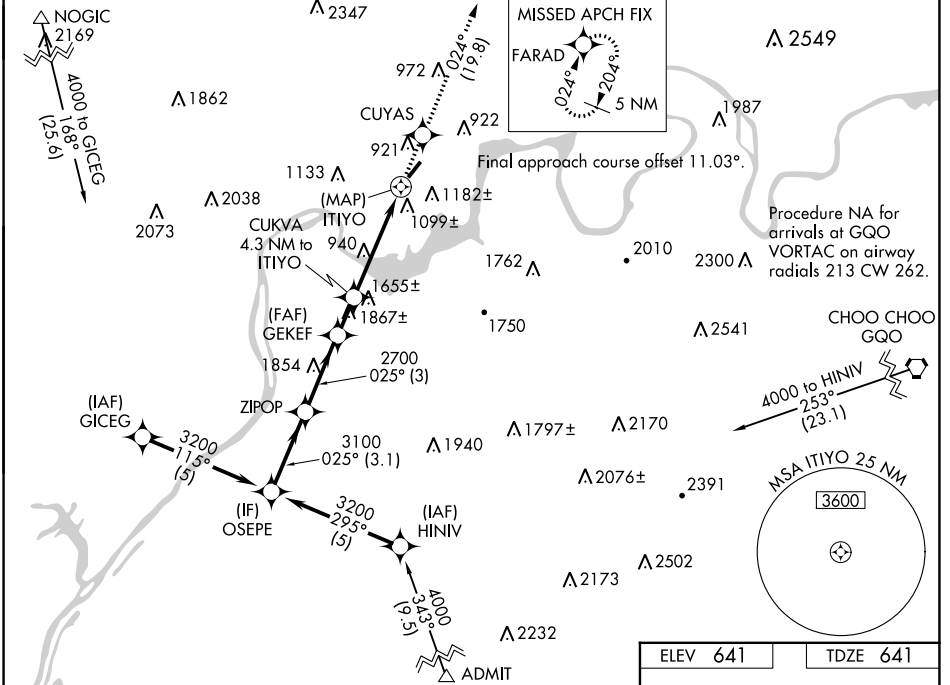 NOGIC
2169
4000 to GICEG
168°
(25.6)
2347
024°
(19.8)
MISSED APCH FIX
FARAD
024°
204°
5 NM
2549
1862
972
CUYAS
922
921
1987
Final approach course offset 11.03°.
1133
(MAP)
ITIYO
1182±
1099±
2038
2073
CUKVA
4.3 NM to
ITIYO
940
1762
2010
2300
Procedure NA for
arrivals at GQO
VORTAC on airway
radials 213 CW 262.
1655±
1867±
(FAF)
GEKEF
1750
2541
CHOO CHOO
GQO
1854
2700
025° (3)
4000 to HINIV
253°
(23.1)
ZIPOP
(IAF)
GICEG
3200
115°
(5)
3100
025° (3.1)
1940
1797±
2170
2076±
2391
MSA ITIYO 25 NM
3600
(IF)
OSEPE
3200
295°
(5)
(IAF)
HINIV
4000
343°
(9.5)
2173
2502
2232
ADMIT
ELEV 641
TDZE 641